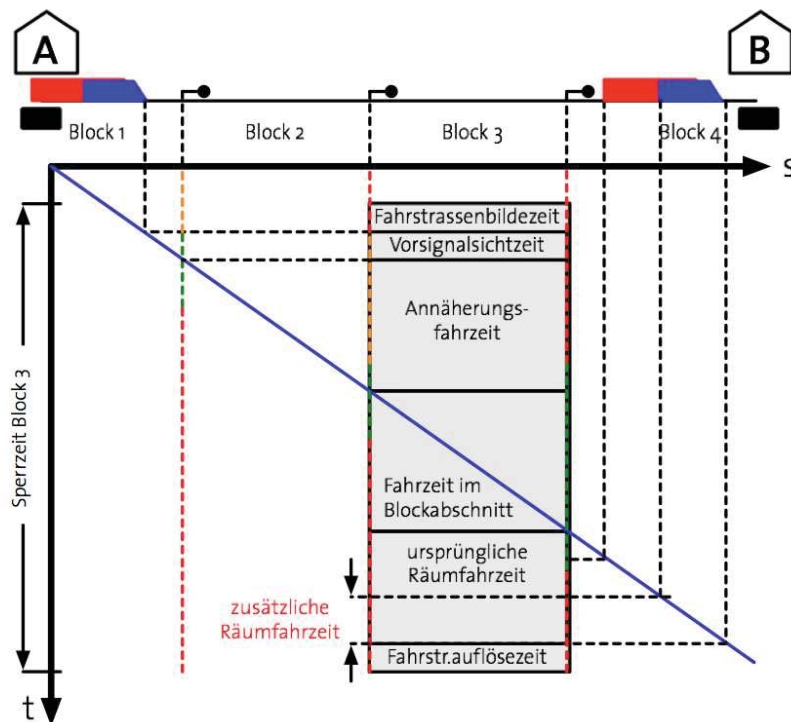 A
B
Block 1
Block 2
Block 3
Block 4
s
Fahrstrassenbildezeit
Vorsignalsichtzeit
Annäherungs-
fahrzeit
Sperrzeit Block 3
Fahrzeit im
Blockabschnitt
ursprüngliche
Räumfahrzeit
zusätzliche
Räumfahrzeit
Fahrstr.auflösezeit
t